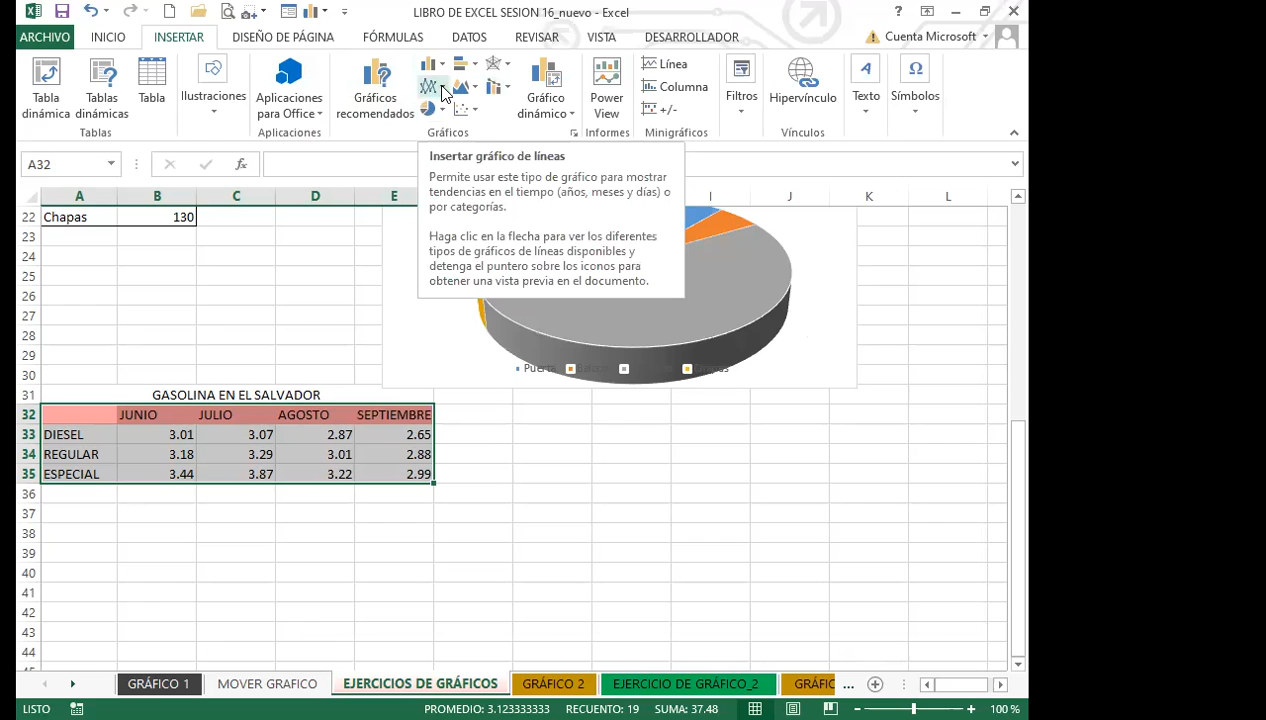 LIBRO DE EXCEL SESION 16_nuevo - Excel
ARCHIVO INICIO INSERTAR DISEÑO DE PÁGINA FÓRMULAS DATOS REVISAR VISTA DESARROLLADOR Cuenta Microsoft
Tabla dinámica
Tablas dinámicas
Tabla
Ilustraciones
Aplicaciones para Office
Gráficos recomendados
Gráfico dinámico
Power View
Línea
Columna
+/-
Filtros
Hipervínculo
Texto
Símbolos
Tablas Aplicaciones Gráficos Informes Minigráficos Vínculos
A32
Insertar gráfico de líneas
Permite usar este tipo de gráfico para mostrar
tendencias en el tiempo (años, meses y días) o
por categorías.
Haga clic en la flecha para ver los diferentes
tipos de gráficos de líneas disponibles y
detenga el puntero sobre los iconos para
obtener una vista previa en el documento.
A B C D E I J K L
22 Chapas 130
23
24
25
26
27
28
29
30
31 GASOLINA EN EL SALVADOR
32 JUNIO JULIO AGOSTO SEPTIEMBRE
33 DIESEL 3.01 3.07 2.87 2.65
34 REGULAR 3.18 3.29 3.01 2.88
35 ESPECIAL 3.44 3.87 3.22 2.99
36
37
38
39
40
41
42
43
44
GRÁFICO 1 MOVER GRAFICO EJERCICIOS DE GRÁFICOS GRÁFICO 2 EJERCICIO DE GRÁFICO_2 GRÁFIC ...
LISTO PROMEDIO: 3.123333333 RECUENTO: 19 SUMA: 37.48 100 %